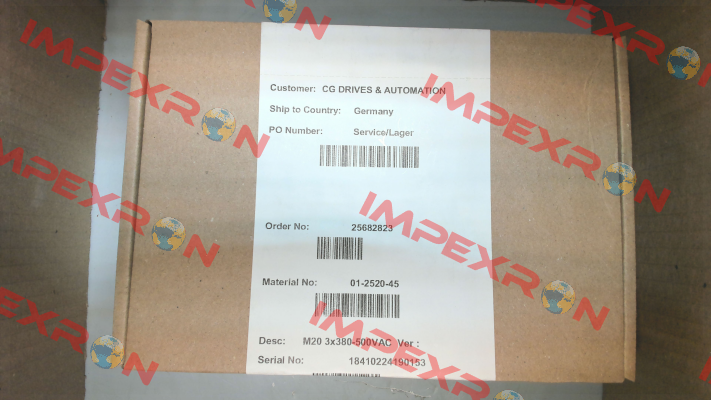 Customer: CG DRIVES & AUTOMATION
Ship to Country: Germany
PO Number: Service/Lager
Order No: 25682823
Material No: 01-2520-45
Desc: M20 3x380-500VAC Ver :
Serial No: 18410224190153
IMPEXRON
IMPEXRON
IMPEXRON
IMPEXRON
IMPEXRON
IMPEXRON